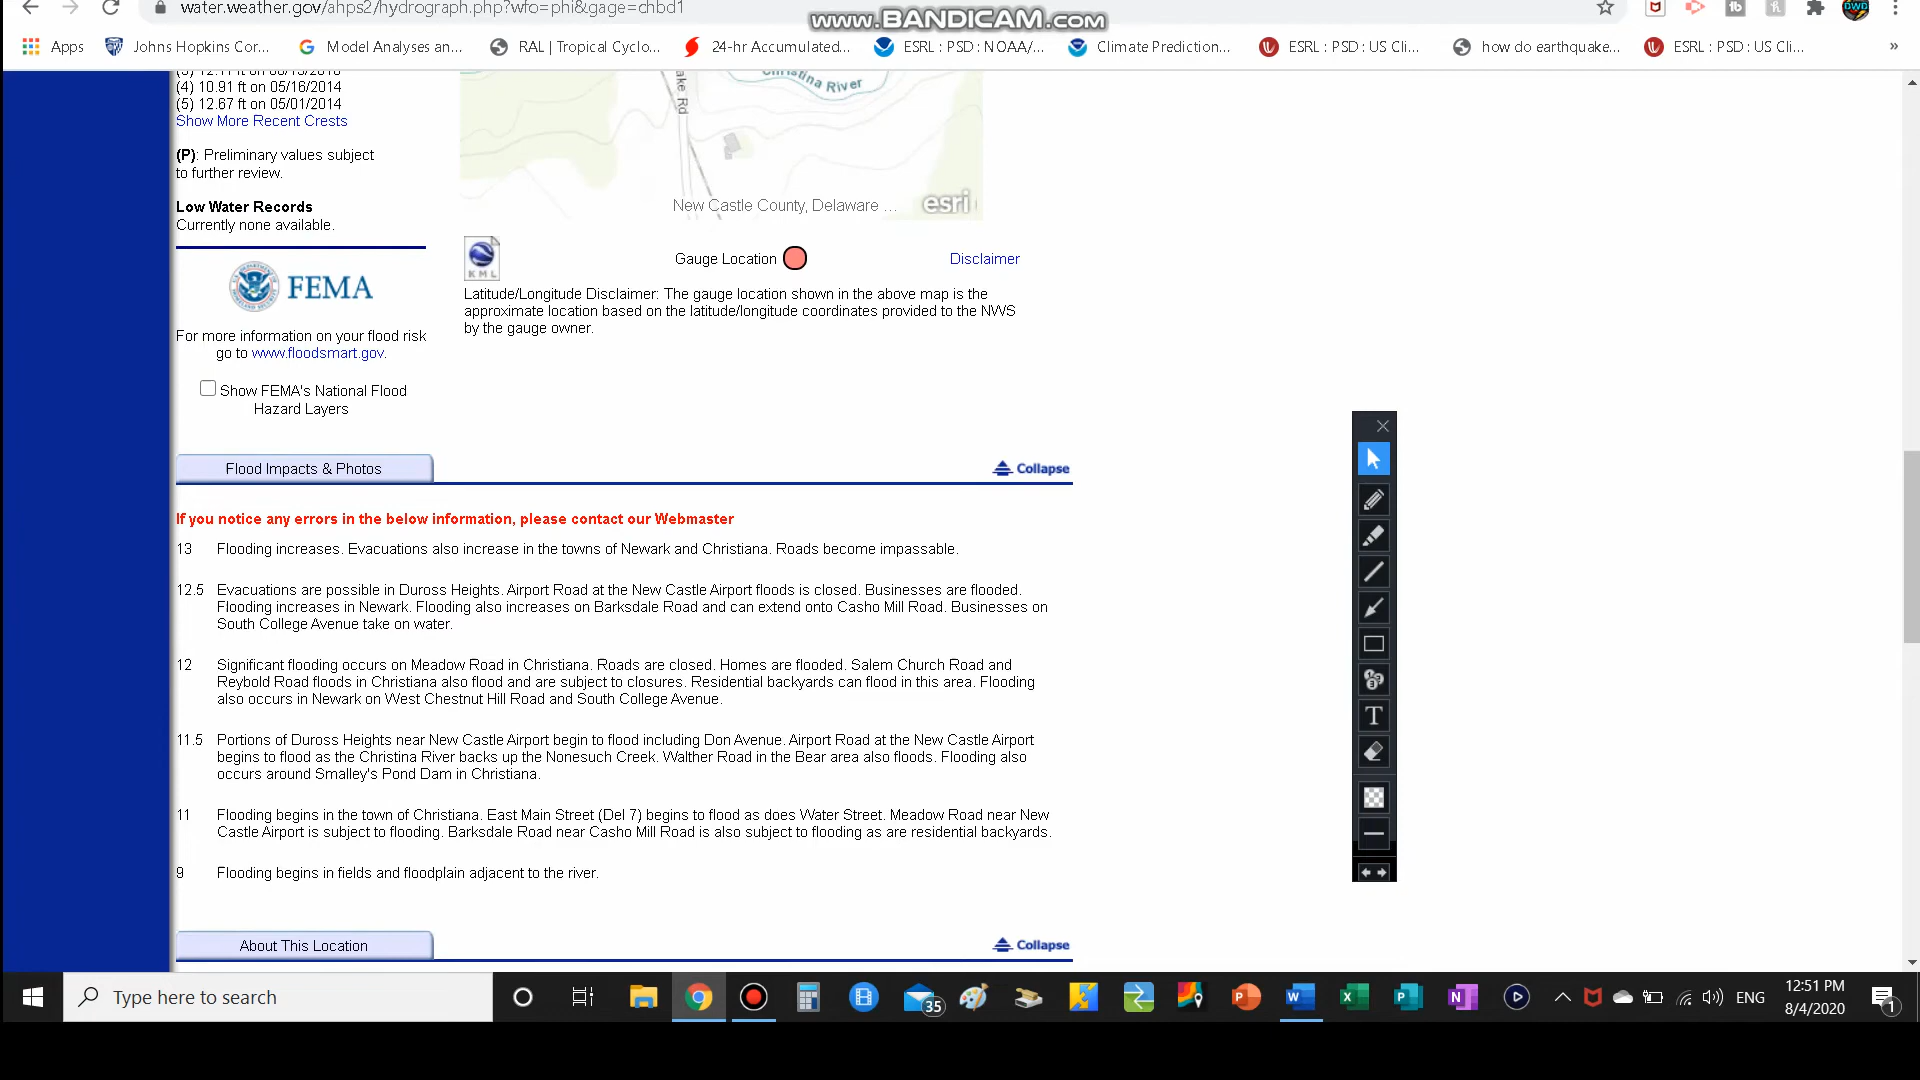 water.weather.gov/ahps2/hydrograph.php?wfo=phi&gage=chbd1
www.BANDICAM.com
Apps Johns Hopkins Cor... Model Analyses an... RAL | Tropical Cyclo... 24-hr Accumulated... ESRL : PSD : NOAA/... Climate Prediction... ESRL : PSD : US Cli... how do earthquake... ESRL : PSD : US Cli... »
(4) 10.91 ft on 05/16/2014
(5) 12.67 ft on 05/01/2014
Show More Recent Crests
(P): Preliminary values subject
to further review.
Low Water Records
Currently none available.
FEMA
For more information on your flood risk
go to www.floodsmart.gov.
Show FEMA's National Flood
Hazard Layers
Christina River
ake Rd
New Castle County, Delaware ... esri
KML
Gauge Location Disclaimer
Latitude/Longitude Disclaimer: The gauge location shown in the above map is the
approximate location based on the latitude/longitude coordinates provided to the NWS
by the gauge owner.
Flood Impacts & Photos Collapse
If you notice any errors in the below information, please contact our Webmaster
13 Flooding increases. Evacuations also increase in the towns of Newark and Christiana. Roads become impassable.
12.5 Evacuations are possible in Duross Heights. Airport Road at the New Castle Airport floods is closed. Businesses are flooded.
Flooding increases in Newark. Flooding also increases on Barksdale Road and can extend onto Casho Mill Road. Businesses on
South College Avenue take on water.
12 Significant flooding occurs on Meadow Road in Christiana. Roads are closed. Homes are flooded. Salem Church Road and
Reybold Road floods in Christiana also flood and are subject to closures. Residential backyards can flood in this area. Flooding
also occurs in Newark on West Chestnut Hill Road and South College Avenue.
11.5 Portions of Duross Heights near New Castle Airport begin to flood including Don Avenue. Airport Road at the New Castle Airport
begins to flood as the Christina River backs up the Nonesuch Creek. Walther Road in the Bear area also floods. Flooding also
occurs around Smalley's Pond Dam in Christiana.
11 Flooding begins in the town of Christiana. East Main Street (Del 7) begins to flood as does Water Street. Meadow Road near New
Castle Airport is subject to flooding. Barksdale Road near Casho Mill Road is also subject to flooding as are residential backyards.
9 Flooding begins in fields and floodplain adjacent to the river.
About This Location Collapse
T
Type here to search
35
ENG
12:51 PM
8/4/2020
1